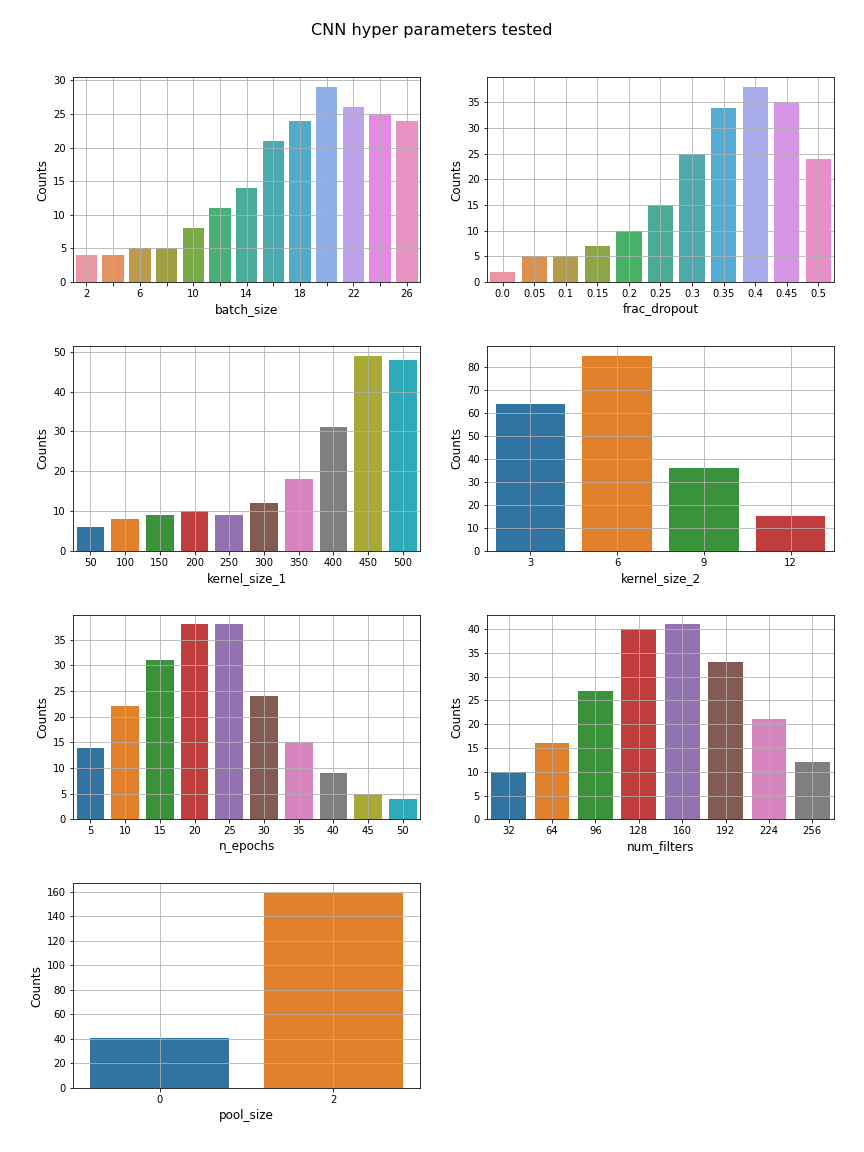 CNN hyper parameters tested
30
25
20
15
10
5
0
Counts
2 6 10 14 18 22 26
batch_size
35
30
25
20
15
10
5
0
Counts
0.0 0.05 0.1 0.15 0.2 0.25 0.3 0.35 0.4 0.45 0.5
frac_dropout
50
40
30
20
10
0
Counts
50 100 150 200 250 300 350 400 450 500
kernel_size_1
80
70
60
50
40
30
20
10
0
Counts
3 6 9 12
kernel_size_2
35
30
25
20
15
10
5
0
Counts
5 10 15 20 25 30 35 40 45 50
n_epochs
40
35
30
25
20
15
10
5
0
Counts
32 64 96 128 160 192 224 256
num_filters
160
140
120
100
80
60
40
20
0
Counts
0 2
pool_size